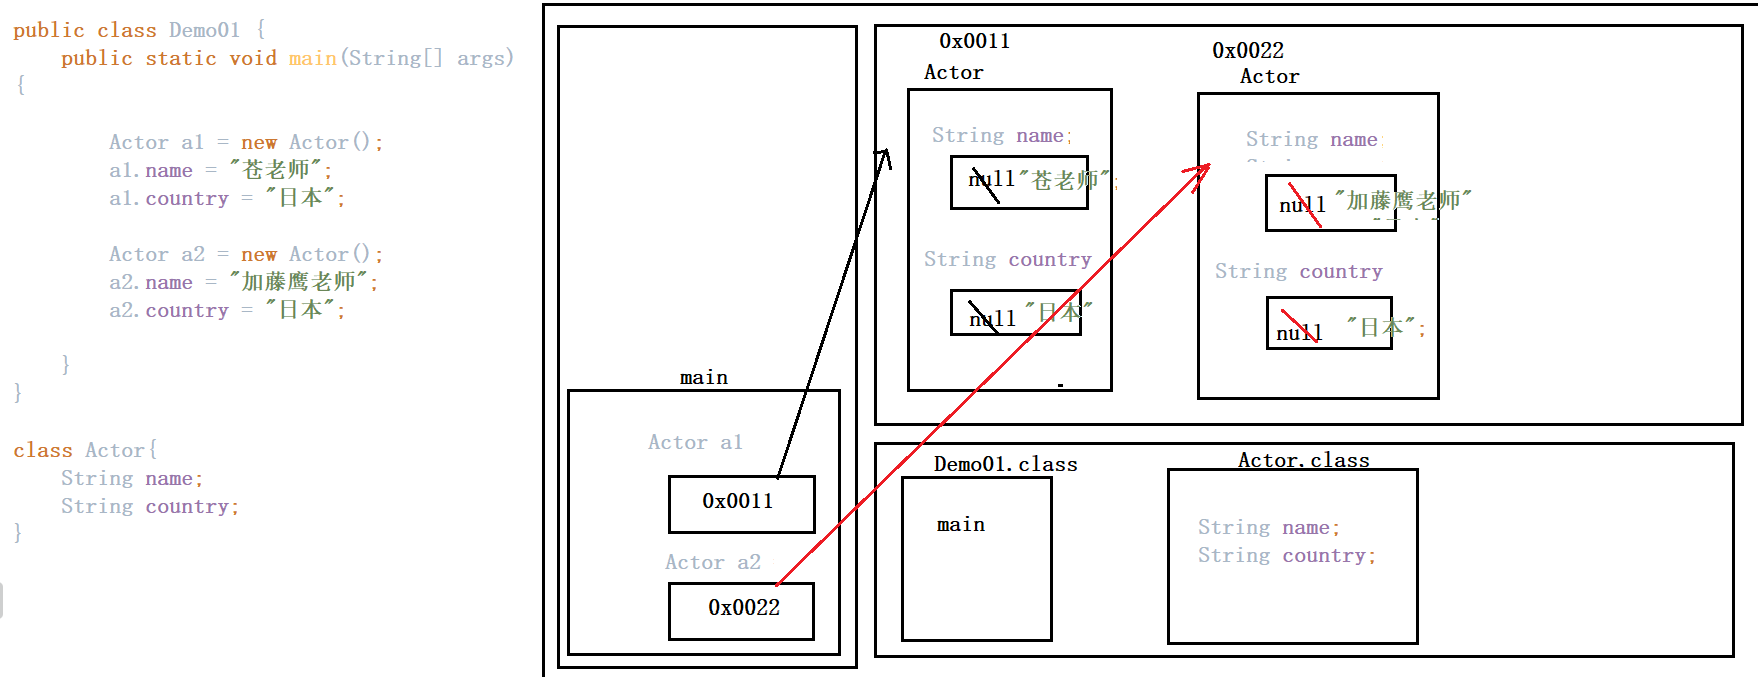 public class Demo01 {
public static void main(String[] args)
{
Actor a1 = new Actor();
a1.name = "苍老师";
a1.country = "日本";
Actor a2 = new Actor();
a2.name = "加藤鹰老师";
a2.country = "日本";
}
}
class Actor{
String name;
String country;
}
main
Actor a1
0x0011
Actor a2
0x0022
0x0011
Actor
String name;
null "苍老师";
String country
null "日本"
0x0022
Actor
String name;
null "加藤鹰老师"
String country
null "日本";
Demo01.class
main
Actor.class
String name;
String country;